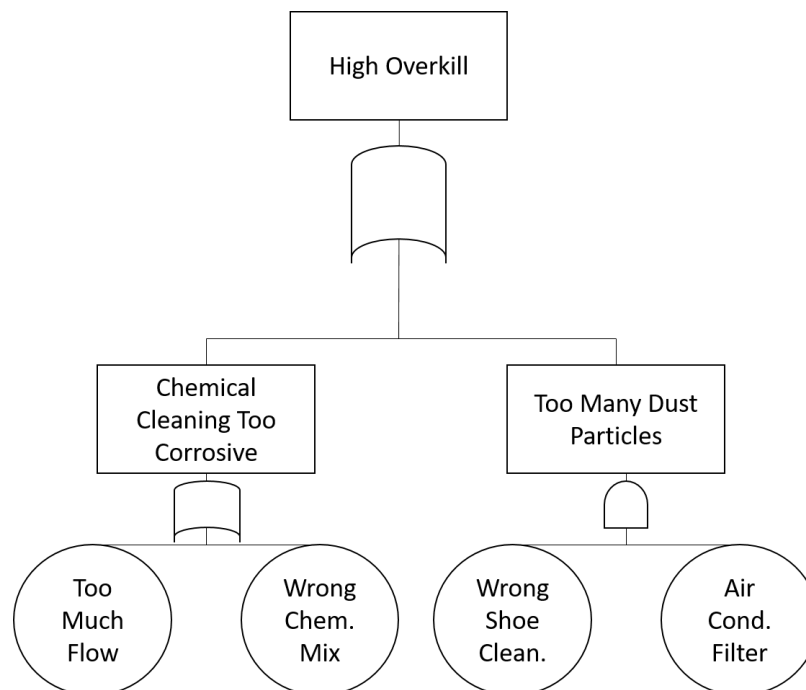 High Overkill
Chemical
Cleaning Too
Corrosive
Too Many Dust
Particles
Too
Much
Flow
Wrong
Chem.
Mix
Wrong
Shoe
Clean.
Air
Cond.
Filter